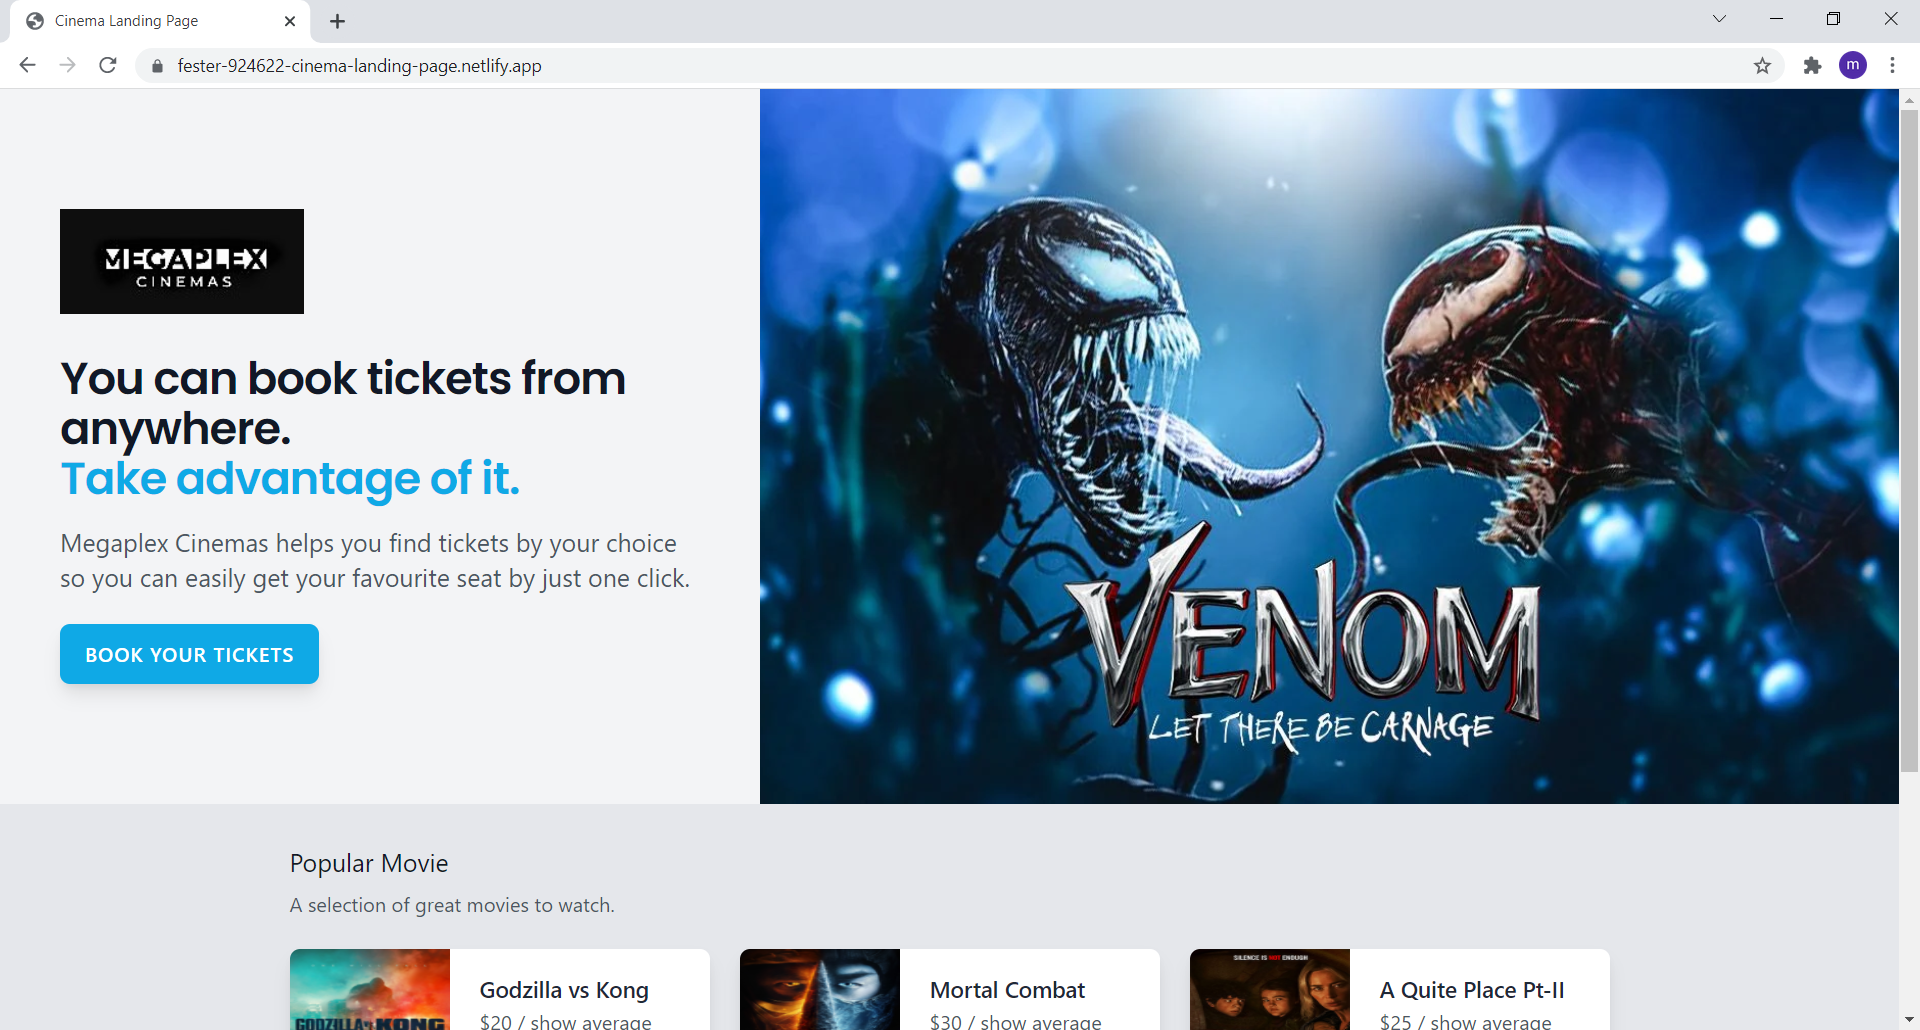 Cinema Landing Page
fester-924622-cinema-landing-page.netlify.app
m
MEGAPLEX
CINEMAS
You can book tickets from
anywhere.
Take advantage of it.
Megaplex Cinemas helps you find tickets by your choice
so you can easily get your favourite seat by just one click.
BOOK YOUR TICKETS
VENOM
LET THERE BE CARNAGE
Popular Movie
A selection of great movies to watch.
GODZILLA VS KONG
Godzilla vs Kong
$20 / show average
Mortal Combat
$30 / show average
SILENCE IS NOT ENOUGH
A Quite Place Pt-II
$25 / show average